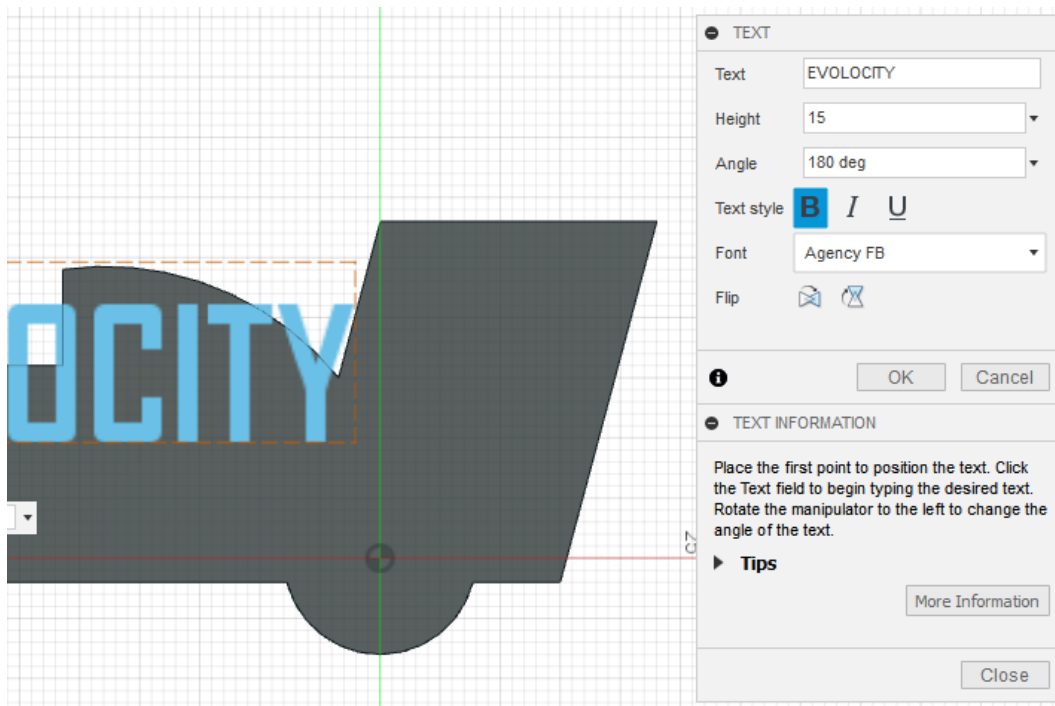 TEXT
Text EVOLOCITY
Height 15
Angle 180 deg
Text style B I U
Font Agency FB
Flip
OK Cancel
TEXT INFORMATION
Place the first point to position the text. Click
the Text field to begin typing the desired text.
Rotate the manipulator to the left to change the
angle of the text.
Tips
More Information
Close
OCITY
25